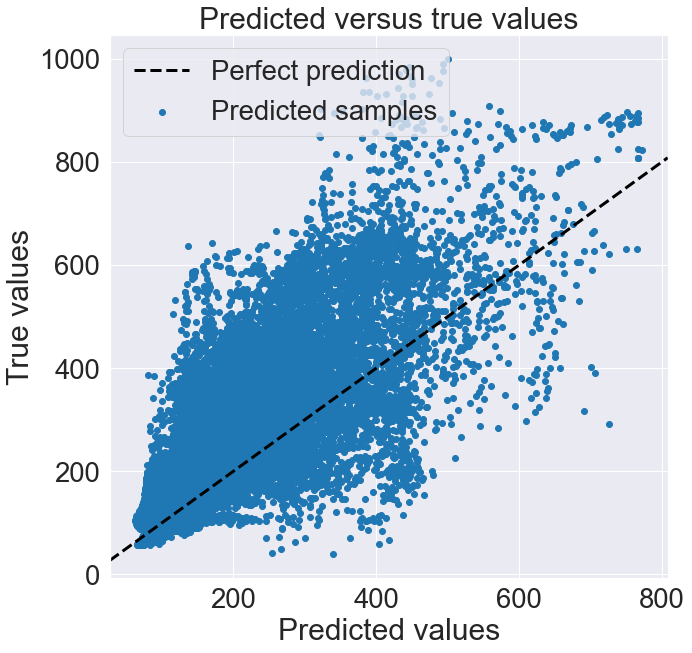 Predicted versus true values
Perfect prediction
Predicted samples
1000
800
600
400
200
0
True values
200
400
600
800
Predicted values